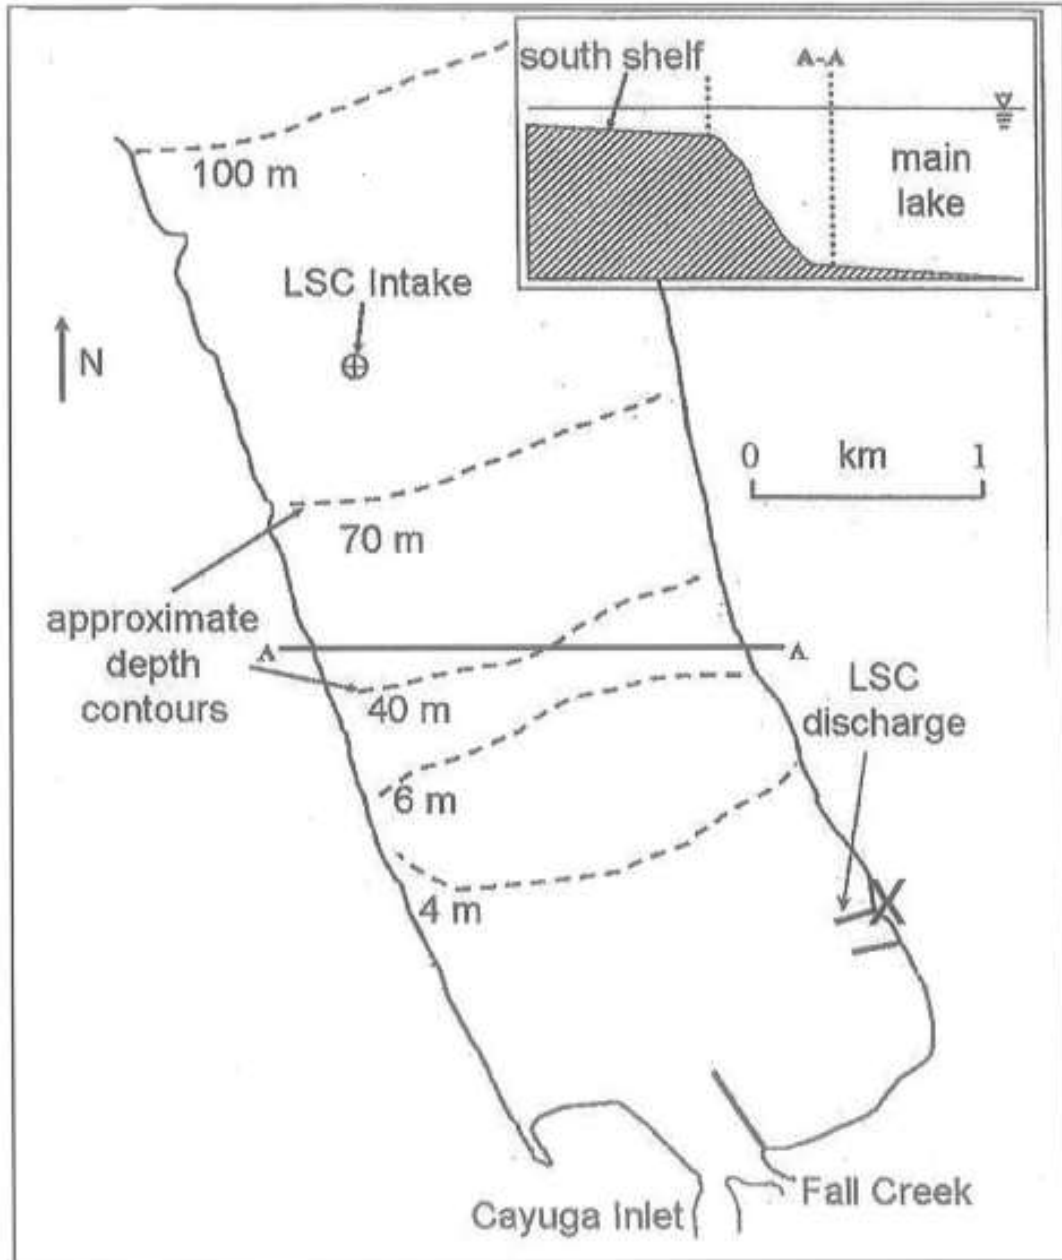 south shelf
A-A
main
lake
100 m
LSC Intake
N
0 km 1
70 m
approximate
depth
contours
A
A
40 m
LSC
discharge
6 m
4 m
X
Fall Creek
Cayuga Inlet